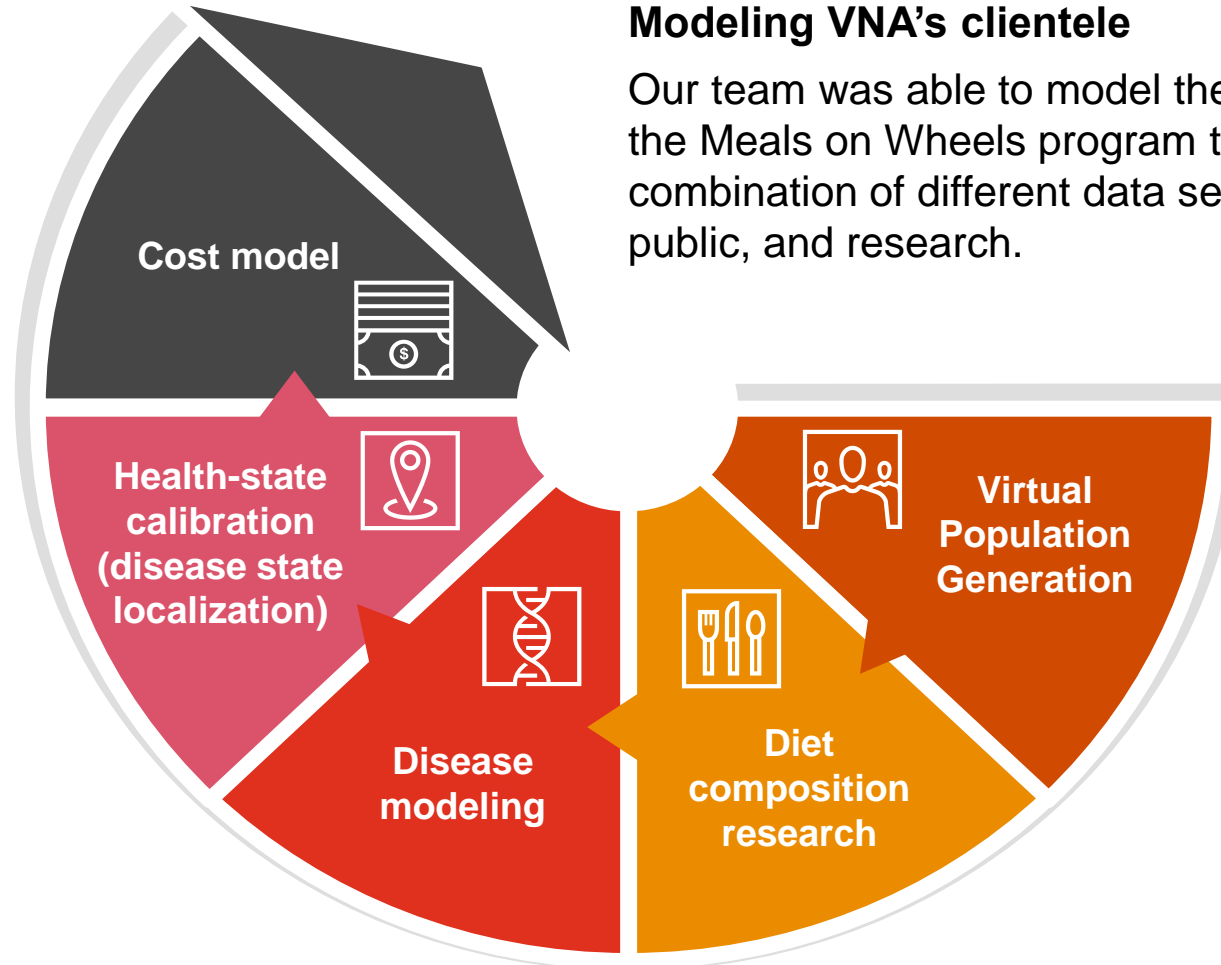 Modeling VNA's clientele
Our team was able to model the
the Meals on Wheels program t
combination of different data se
public, and research.
Cost model
$
Health-state
calibration
(disease state
localization)
Virtual
Population
Generation
Disease
modeling
Diet
composition
research